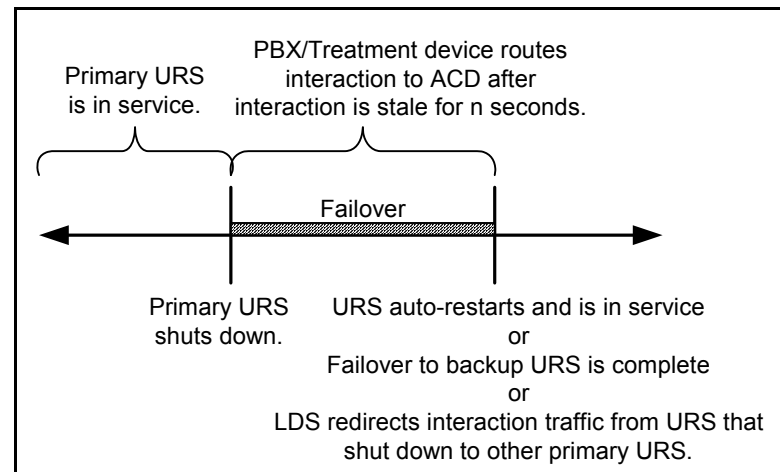 Primary URS
is in service.
PBX/Treatment device routes
interaction to ACD after
interaction is stale for n seconds.
Failover
Primary URS
shuts down.
URS auto-restarts and is in service
or
Failover to backup URS is complete
or
LDS redirects interaction traffic from URS that
shut down to other primary URS.